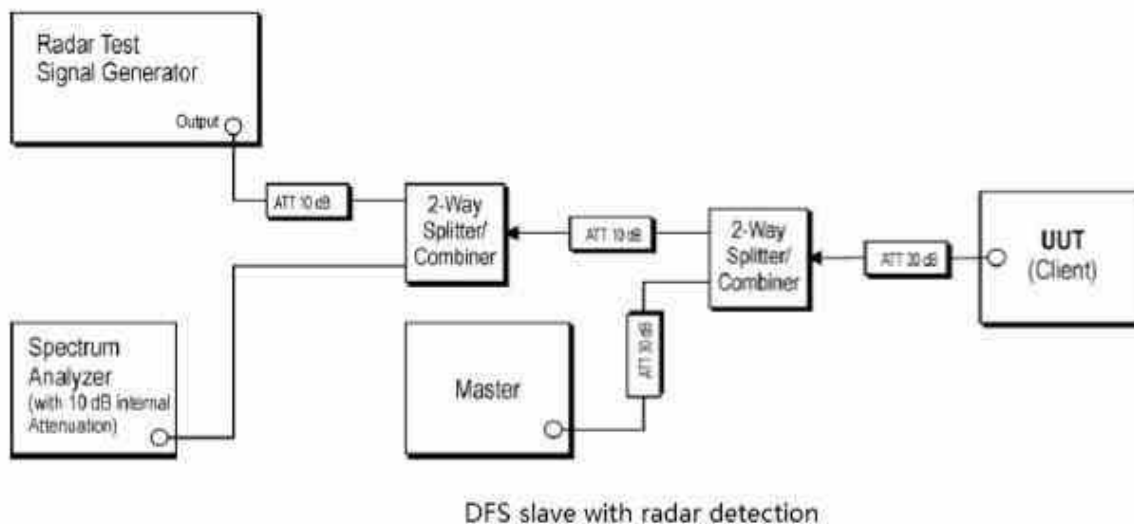 Radar Test
Signal Generator
Output
ATT 10 dB
2-Way
Splitter/
Combiner
ATT 10 dB
2-Way
Splitter/
Combiner
ATT 30 dB
UUT
(Client)
ATT 30 dB
Spectrum
Analyzer
(with 10 dB internal
Attenuation)
Master
DFS slave with radar detection